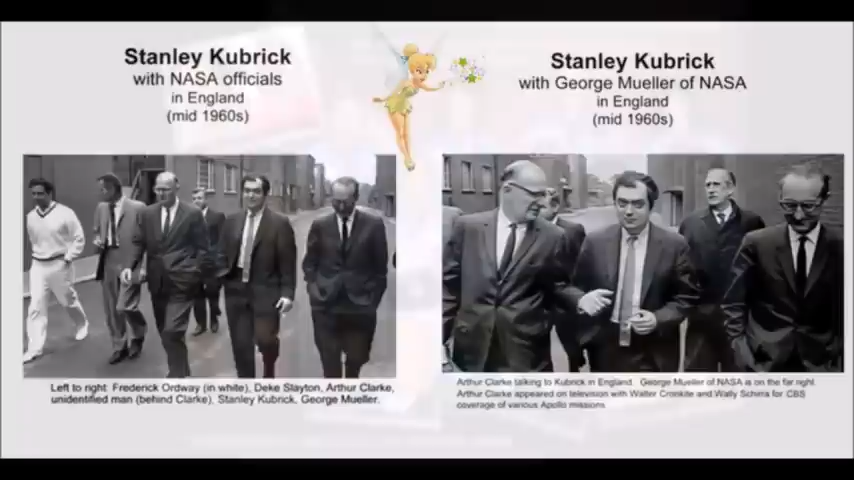 Stanley Kubrick
with NASA officials
in England
(mid 1960s)
Left to right: Frederick Ordway (in white), Deke Slayton, Arthur Clarke,
unidentified man (behind Clarke), Stanley Kubrick, George Mueller.
Stanley Kubrick
with George Mueller of NASA
in England
(mid 1960s)
Arthur Clarke talking to Kubrick in England. George Mueller of NASA is on the far right.
Arthur Clarke appeared on television with Walter Cronkite and Wally Schirra for CBS
coverage of various Apollo missions.